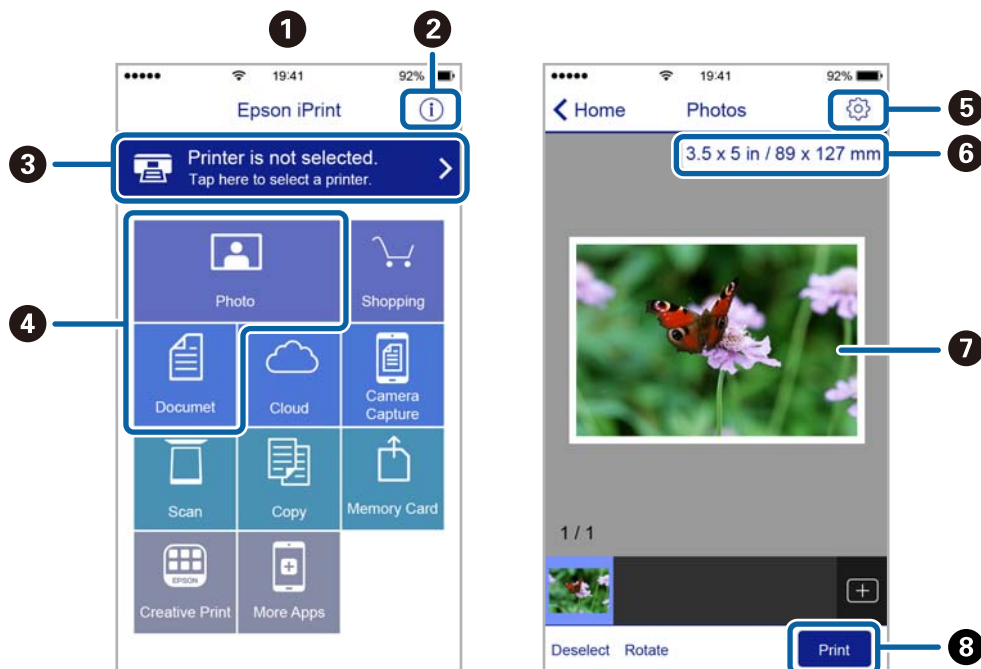 1
2
19:41
92%
Epson iPrint
3
Printer is not selected.
Tap here to select a printer.
4
Photo
Shopping
Documet
Cloud
Camera
Capture
Scan
Copy
Memory Card
EPSON
Creative Print
More Apps
19:41
92%
Home
Photos
5
3.5 x 5 in / 89 x 127 mm
6
7
1 / 1
Deselect
Rotate
Print
8